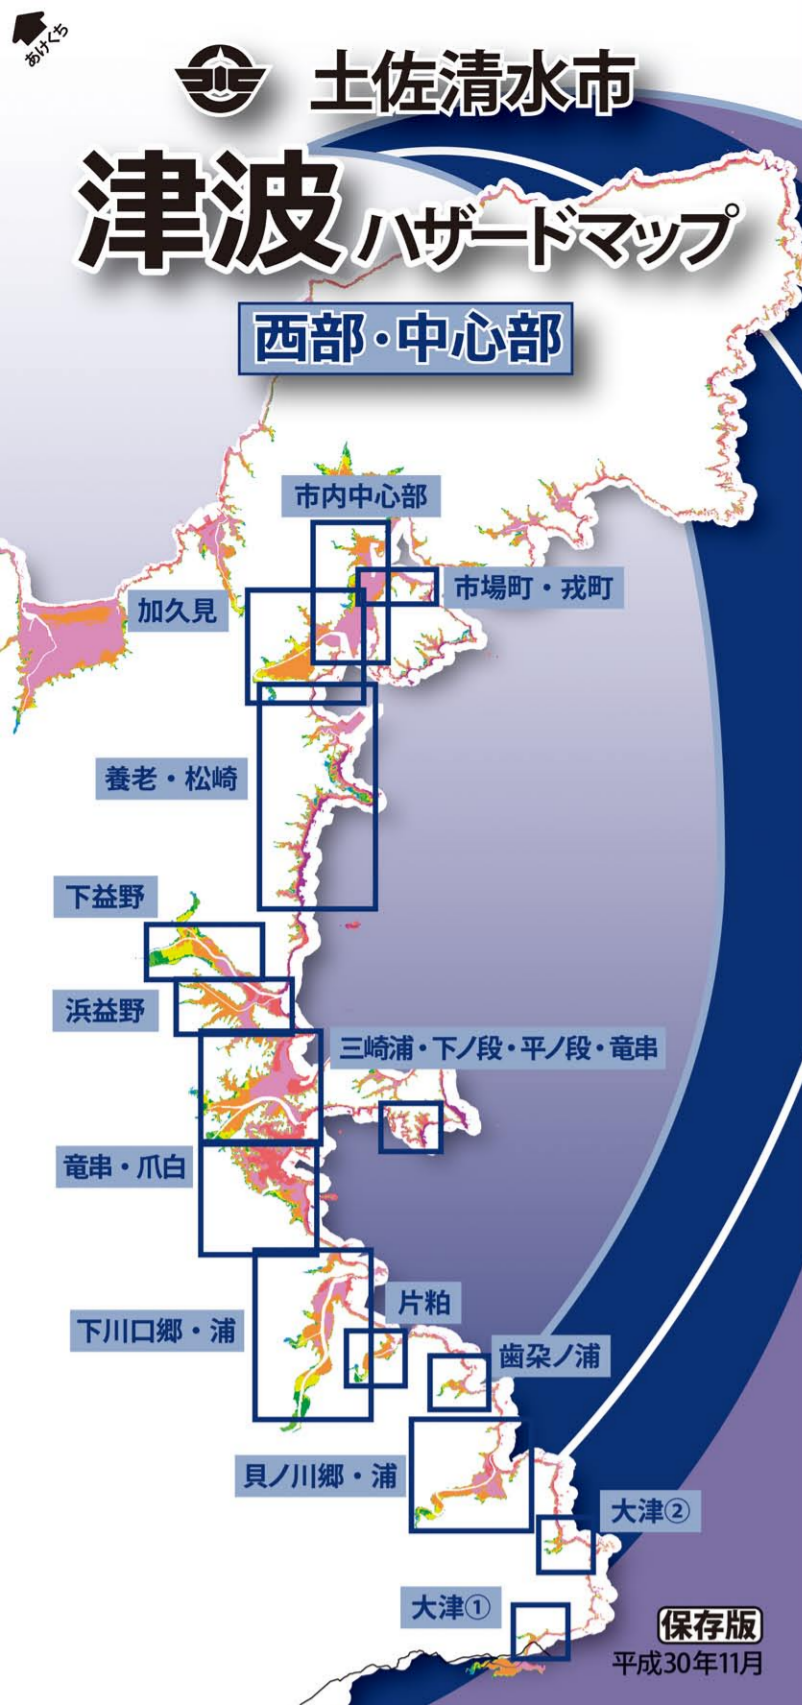 あけくち
土佐清水市
津波ハザードマップ
西部・中心部
市内中心部
市場町・戎町
加久見
養老・松崎
下益野
浜益野
三崎浦・下ノ段・平ノ段・竜串
竜串・爪白
片粕
下川口郷・浦
歯朶ノ浦
貝ノ川郷・浦
大津②
大津①
保存版
平成30年11月